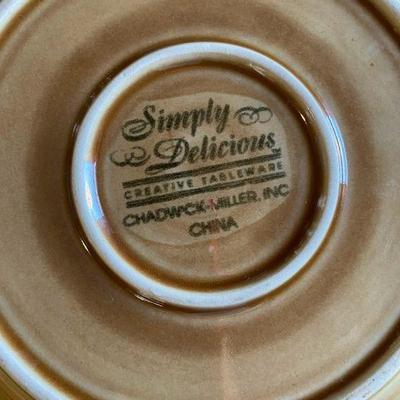 Simply
Delicious
CREATIVE TABLEWARE
CHADWICK-MILLER, INC
CHINA